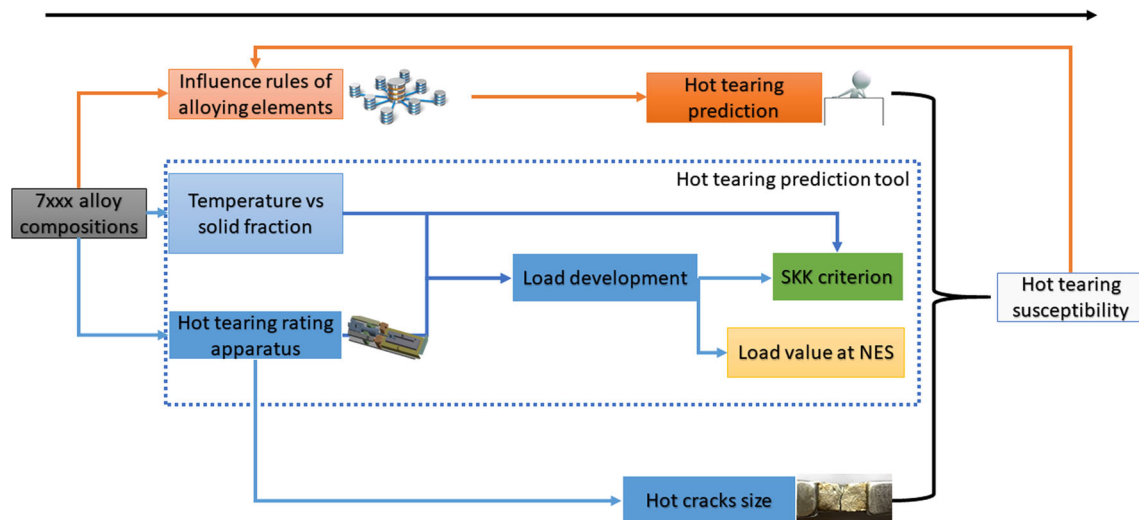 Influence rules of
alloying elements
Hot tearing
prediction
Hot tearing prediction tool
7xxx alloy
compositions
Temperature vs
solid fraction
Load development
SKK criterion
Hot tearing
susceptibility
Hot tearing rating
apparatus
Load value at NES
Hot cracks size